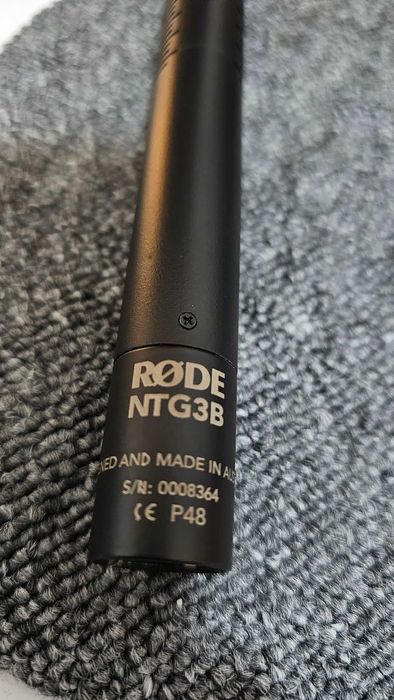 RØDE
NTG3B
AND MADE IN
S/N: 0008364
CE P48